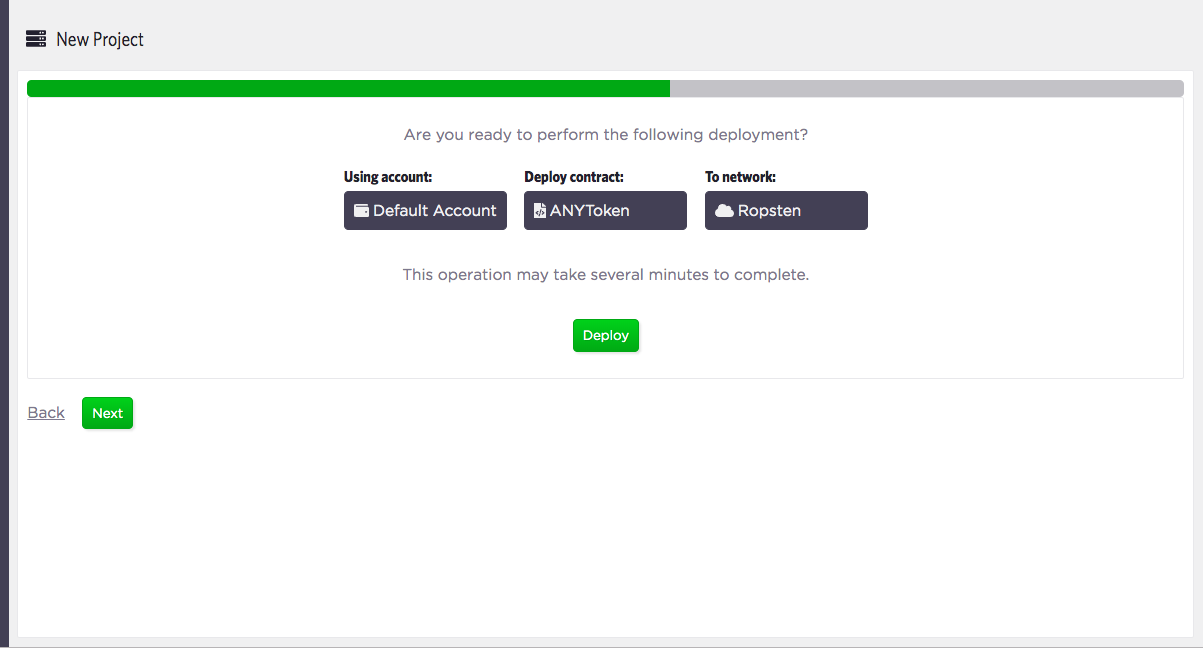 New Project
Are you ready to perform the following deployment?
Using account: Deploy contract: To network:
Default Account ANYToken Ropsten
This operation may take several minutes to complete.
Deploy
Back Next